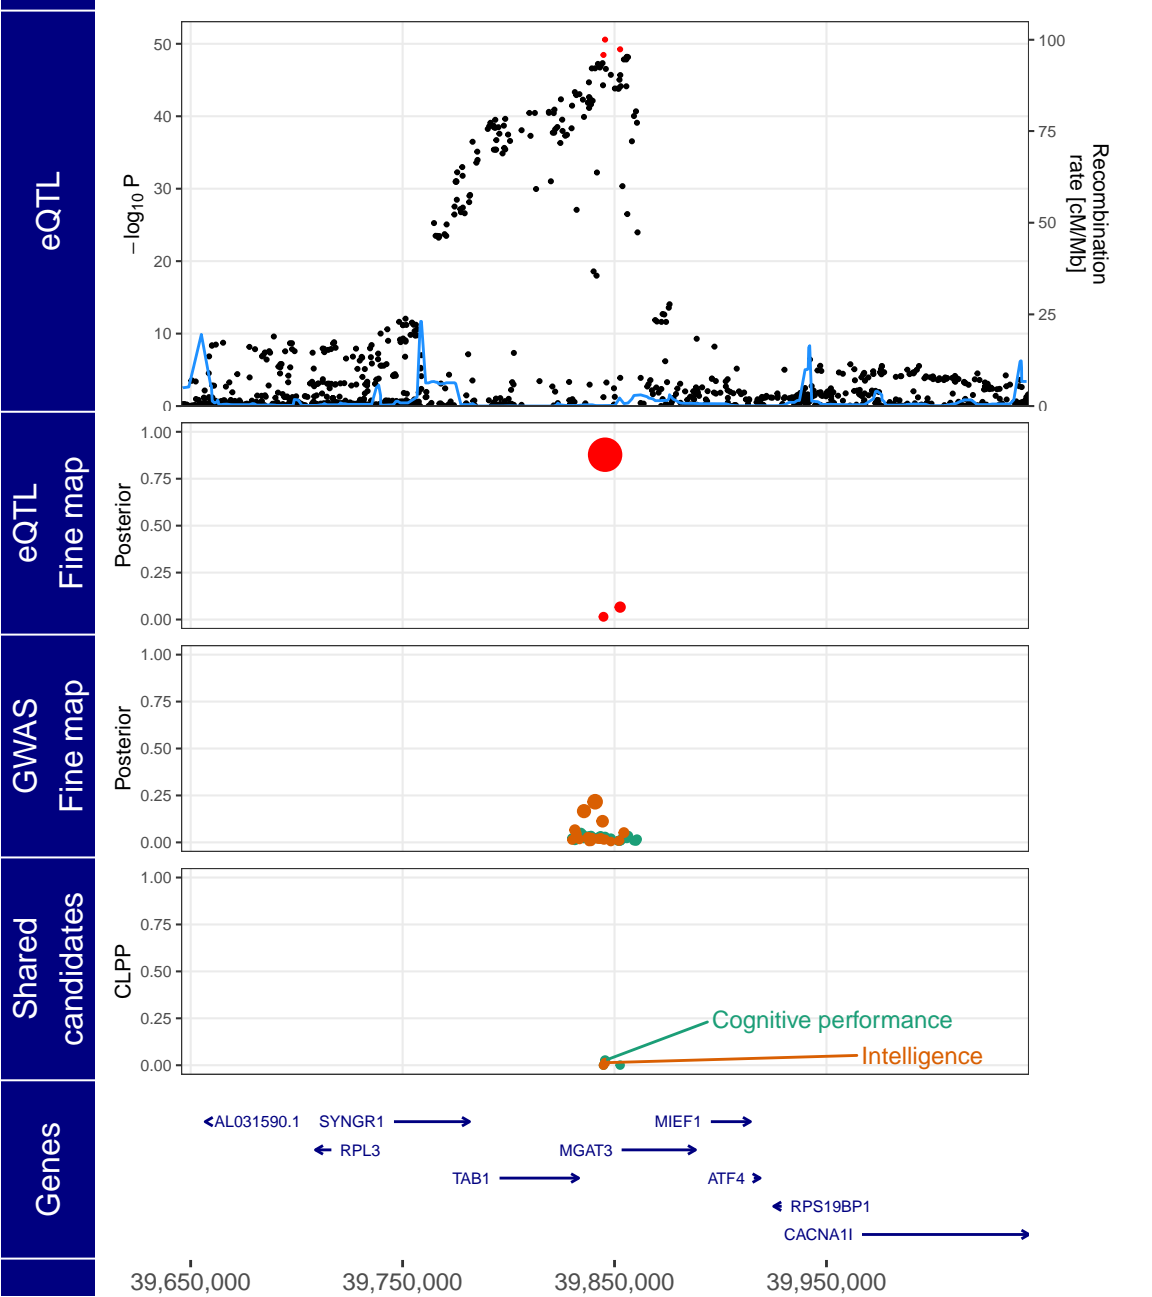 eQTL
−log10 P
50
40
30
20
10
0
100
75
50
25
0
Recombination
rate [cM/Mb]
eQTL
Fine map
Posterior
1.00
0.75
0.50
0.25
0.00
GWAS
Fine map
Posterior
1.00
0.75
0.50
0.25
0.00
Shared
candidates
CLPP
1.00
0.75
0.50
0.25
0.00
Cognitive performance
Intelligence
Genes
AL031590.1
SYNGR1
MIEF1
RPL3
MGAT3
TAB1
ATF4
RPS19BP1
CACNA1I
39,650,000
39,750,000
39,850,000
39,950,000